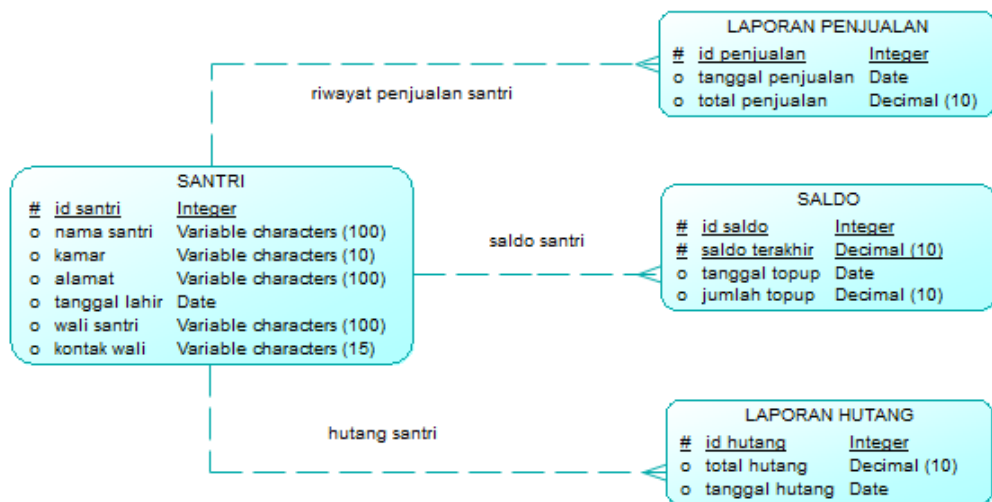 LAPORAN PENJUALAN
# id penjualan Integer
o tanggal penjualan Date
o total penjualan Decimal (10)
riwayat penjualan santri
SANTRI
# id santri Integer
o nama santri Variable characters (100)
o kamar Variable characters (10)
o alamat Variable characters (100)
o tanggal lahir Date
o wali santri Variable characters (100)
o kontak wali Variable characters (15)
saldo santri
SALDO
# id saldo Integer
# saldo terakhir Decimal (10)
o tanggal topup Date
o jumlah topup Decimal (10)
hutang santri
LAPORAN HUTANG
# id hutang Integer
o total hutang Decimal (10)
o tanggal hutang Date